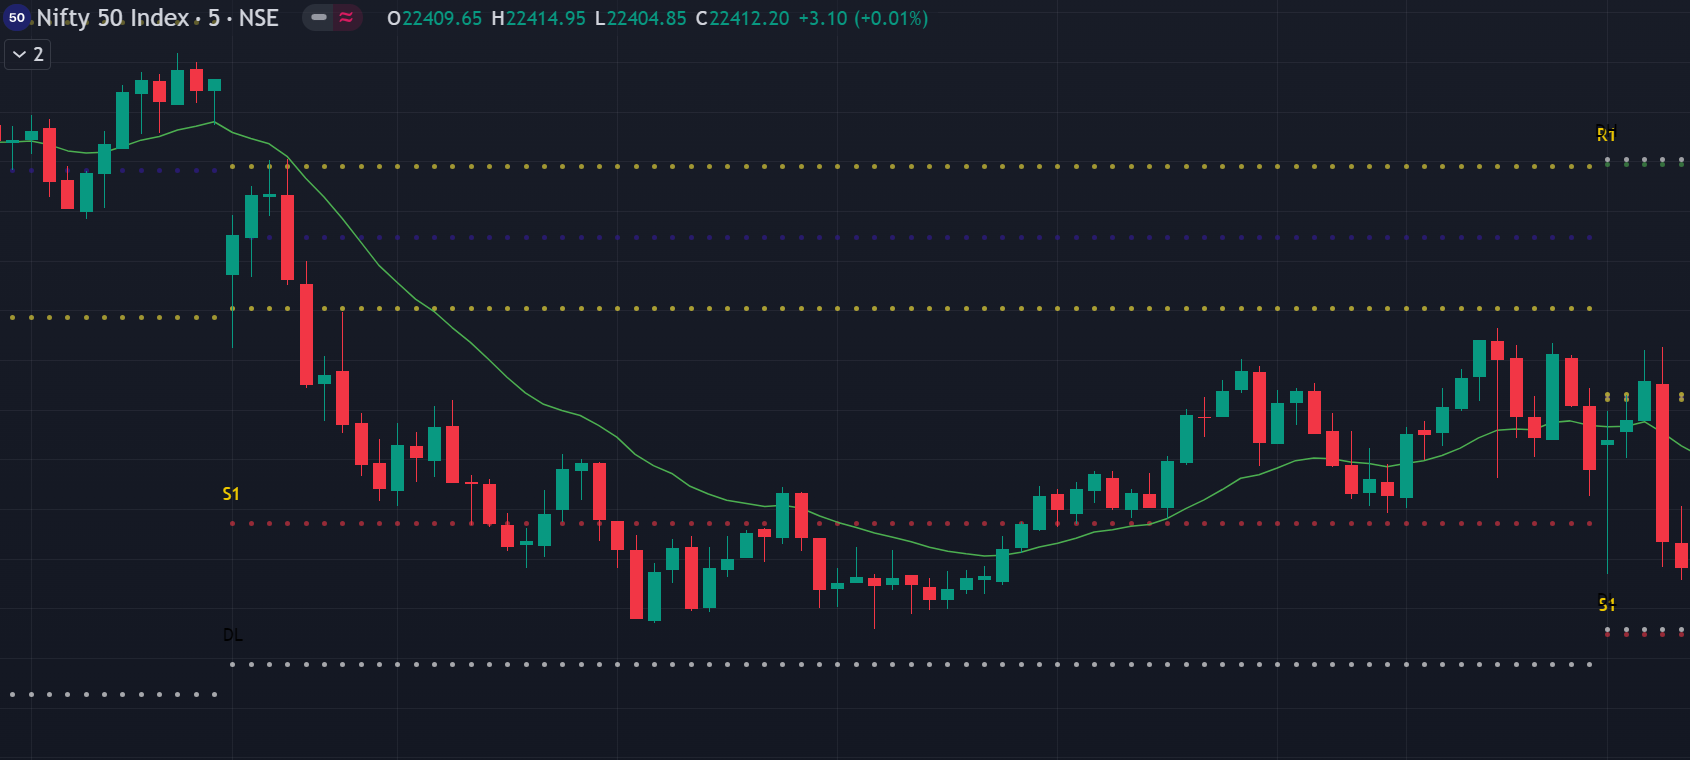 50 Nifty 50 Index · 5 · NSE O22409.65 H22414.95 L22404.85 C22412.20 +3.10 (+0.01%)
2
R1
S1
S1
DL